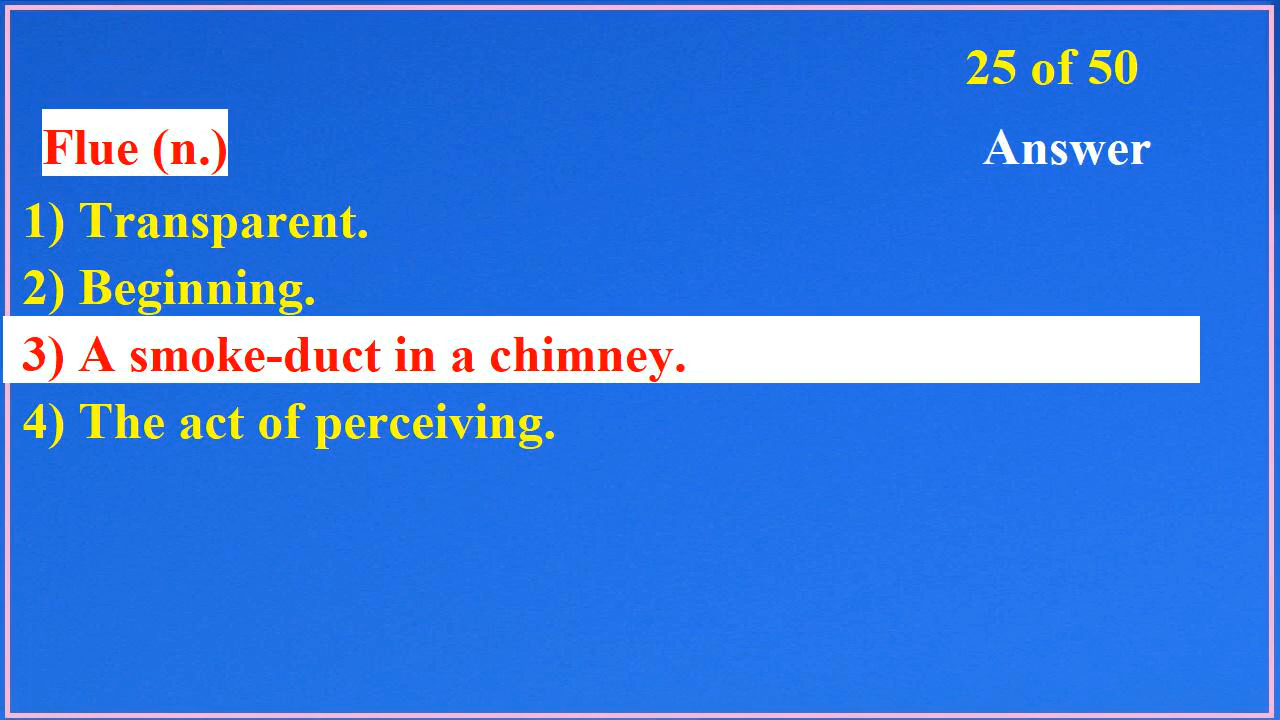 25 of 50
Flue (n.)
Answer
1) Transparent.
2) Beginning.
3) A smoke-duct in a chimney.
4) The act of perceiving.